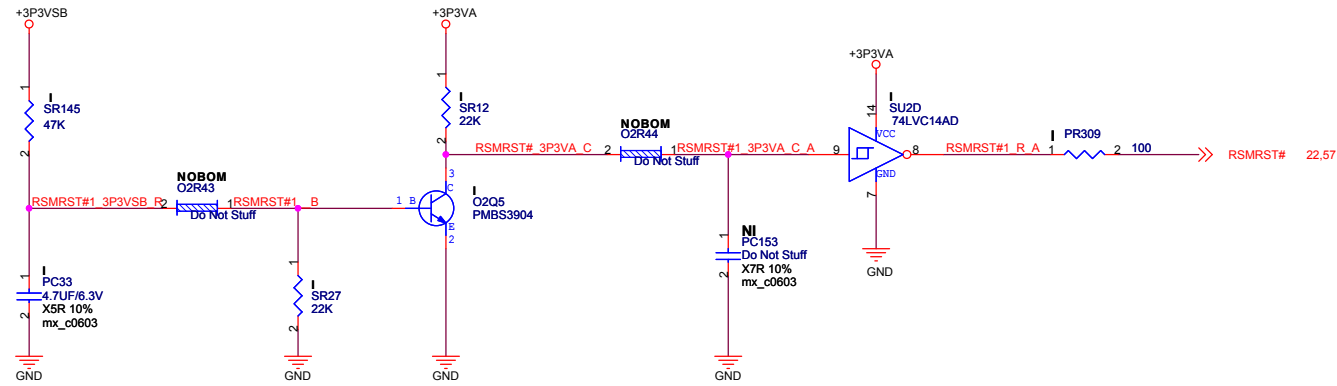 +3P3VSB
1
I
SR145
47K
2
NOBOM
O2R43
RSMRST#1_3P3VSB_R
2
Do Not Stuff
1
RSMRST#1__B
1
I
PC33
4.7UF/6.3V
X5R 10%
mx_c0603
2
GND
1
I
SR27
22K
2
GND
+3P3VA
1
I
SR12
22K
2
RSMRST#_3P3VA_C
3
C
1
B
I
O2Q5
PMBS3904
E
2
GND
NOBOM
O2R44
2
Do Not Stuff
1
RSMRST#1_3P3VA_C_A
1
NI
PC153
Do Not Stuff
X7R 10%
mx_c0603
2
GND
+3P3VA
I
SU2D
74LVC14AD
14
VCC
9
8
GND
7
GND
RSMRST#1_R_A
I
PR309
1
2
100
RSMRST#
22,57